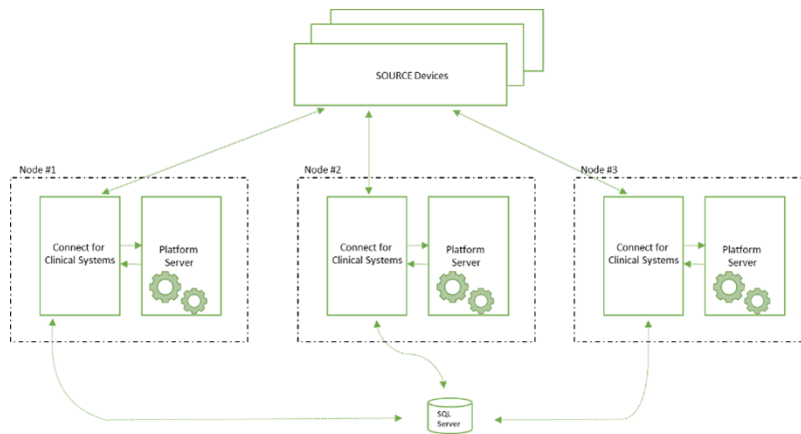 SOURCE Devices
Node #1
Node #2
Node #3
Connect for
Clinical Systems
Platform
Server
Connect for
Clinical Systems
Platform
Server
Connect for
Clinical Systems
Platform
Server
SQL
Server